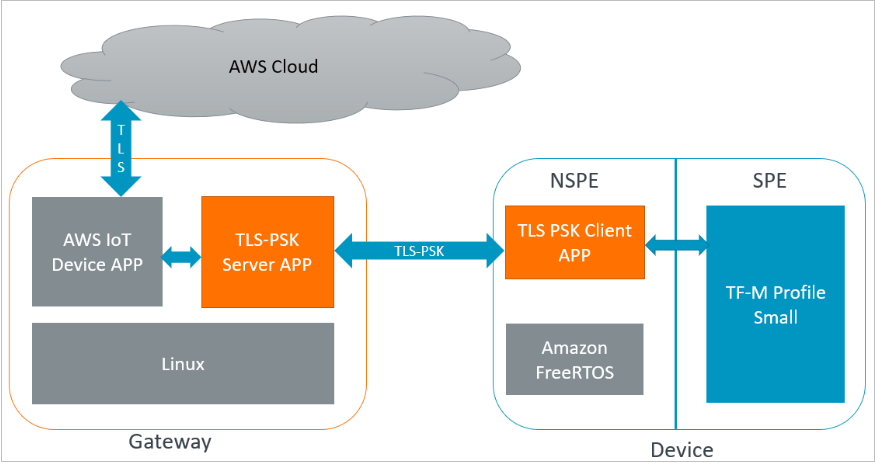 AWS Cloud
TLS
NSPE
SPE
AWS IoT
Device APP
TLS-PSK
Server APP
TLS-PSK
TLS PSK Client
APP
TF-M Profile
Small
Linux
Amazon
FreeRTOS
Gateway
Device